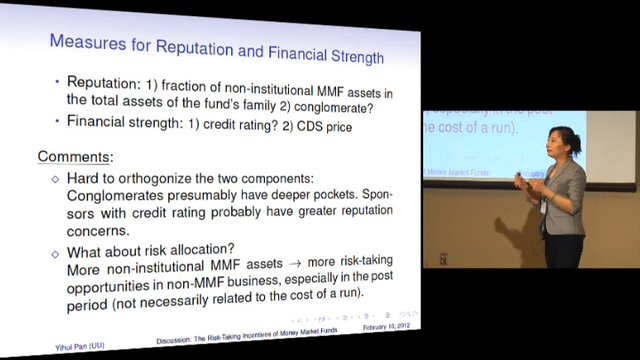 Measures for Reputation and Financial Strength
• Reputation: 1) fraction of non-institutional MMF assets in
the total assets of the fund's family 2) conglomerate?
• Financial strength: 1) credit rating? 2) CDS price
Comments:
◇ Hard to orthogonize the two components:
Conglomerates presumably have deeper pockets. Spon-
sors with credit rating probably have greater reputation
concerns.
◇ What about risk allocation?
More non-institutional MMF assets → more risk-taking
opportunities in non-MMF business, especially in the post
period (not necessarily related to the cost of a run).
Yihui Pan (UU)
Discussion: The Risk-Taking Incentives of Money Market Funds
February 13, 2012
especially in the post
the cost of a run).
of Money Market Funds